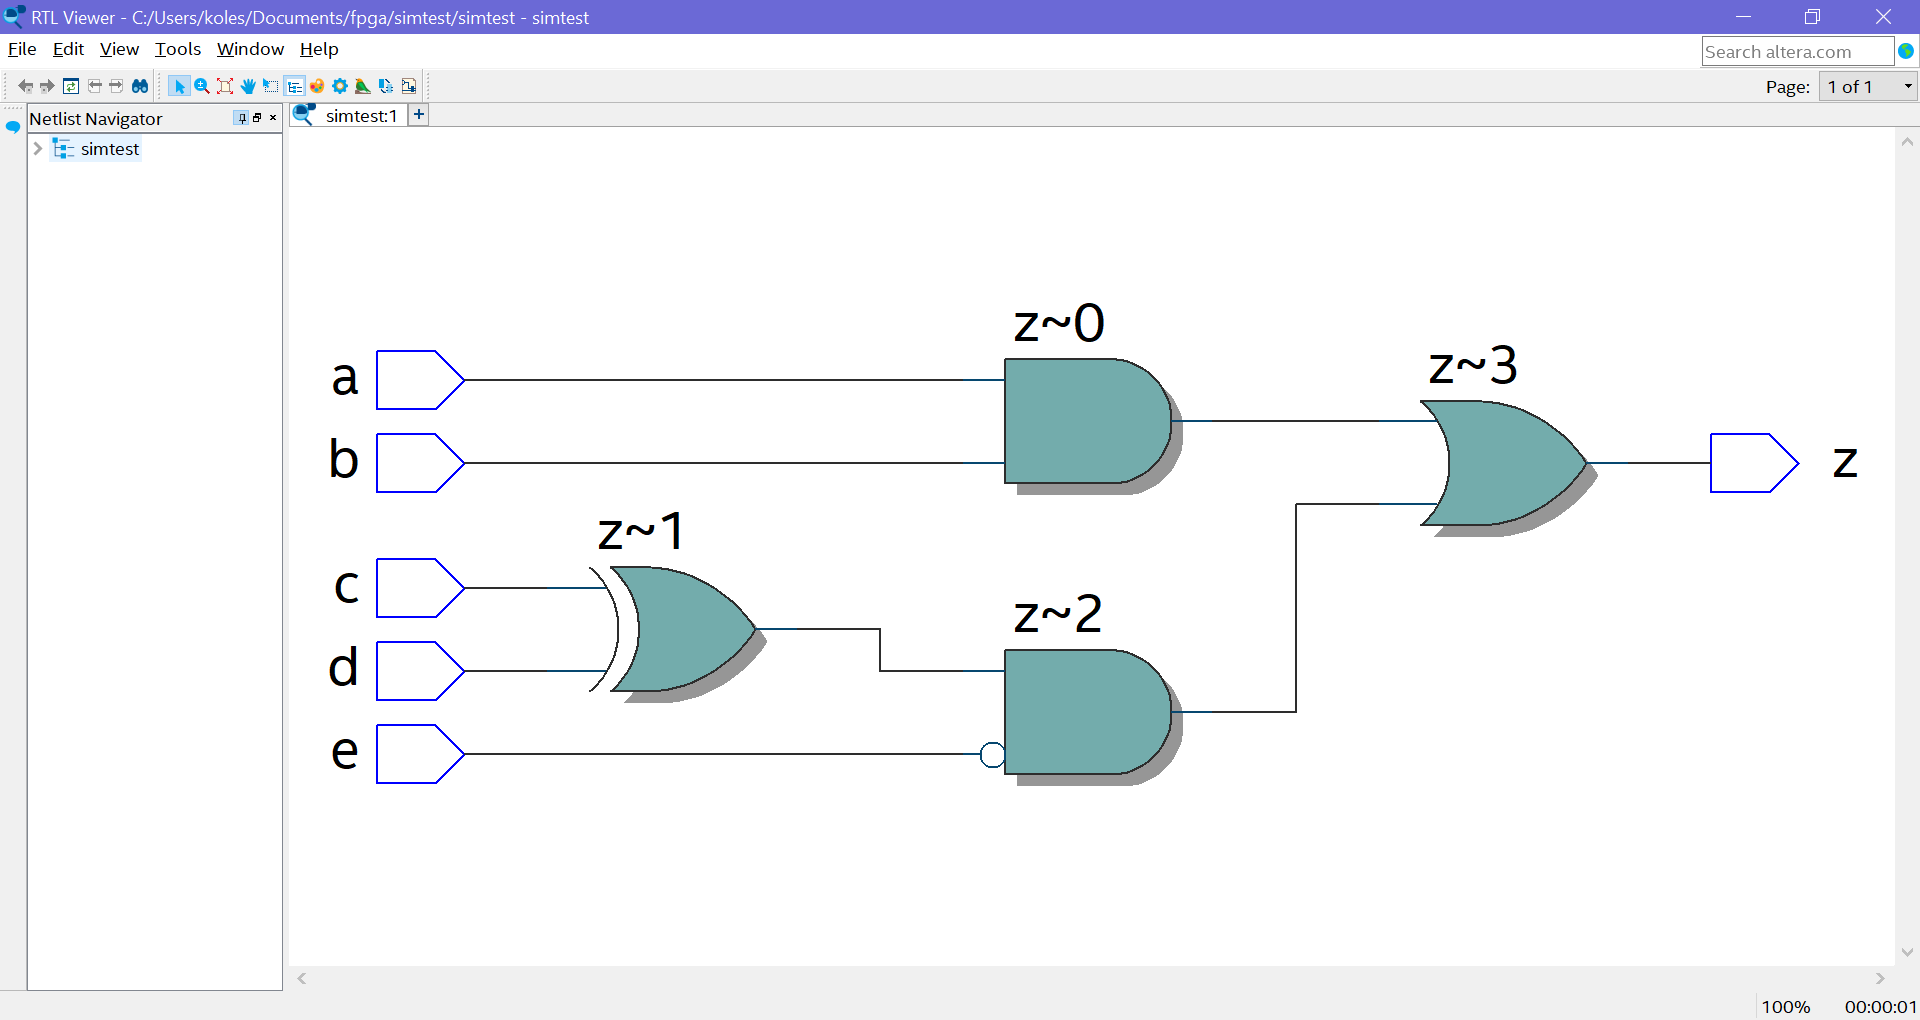 RTL Viewer - C:/Users/koles/Documents/fpga/simtest/simtest - simtest
File Edit View Tools Window Help
Search altera.com
Page: 1 of 1
Netlist Navigator
simtest:1
simtest
z~0
z~3
a
b
z
z~1
c
z~2
d
e
100% 00:00:01